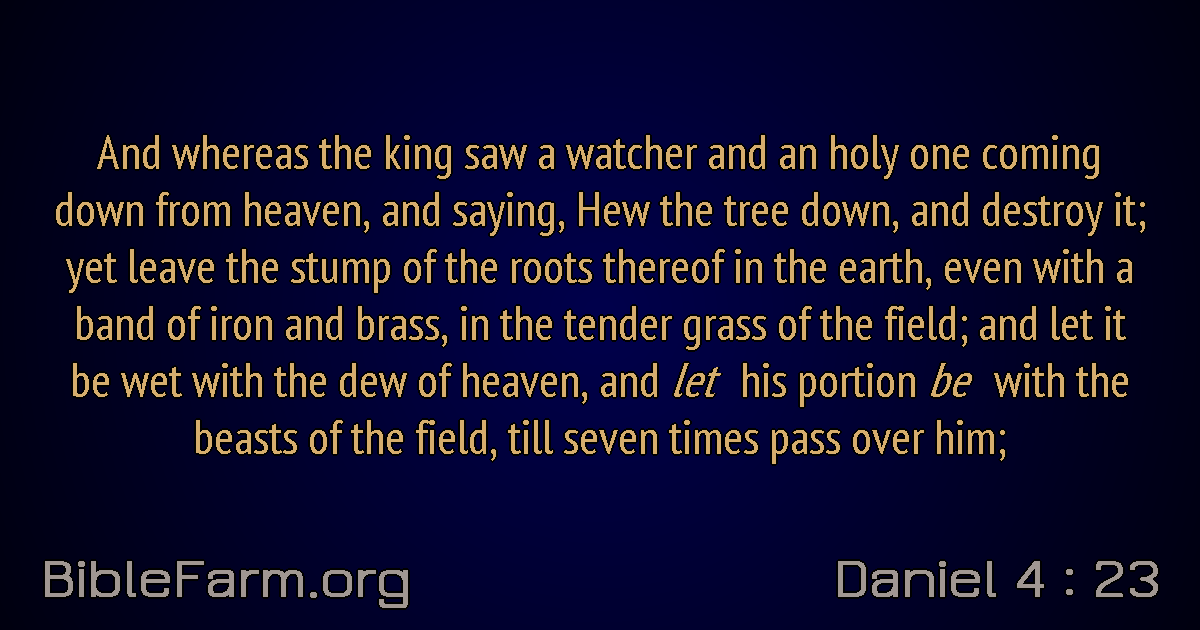 And whereas the king saw a watcher and an holy one coming
down from heaven, and saying, Hew the tree down, and destroy it;
yet leave the stump of the roots thereof in the earth, even with a
band of iron and brass, in the tender grass of the field; and let it
be wet with the dew of heaven, and let his portion be with the
beasts of the field, till seven times pass over him;
BibleFarm.org
Daniel 4 : 23